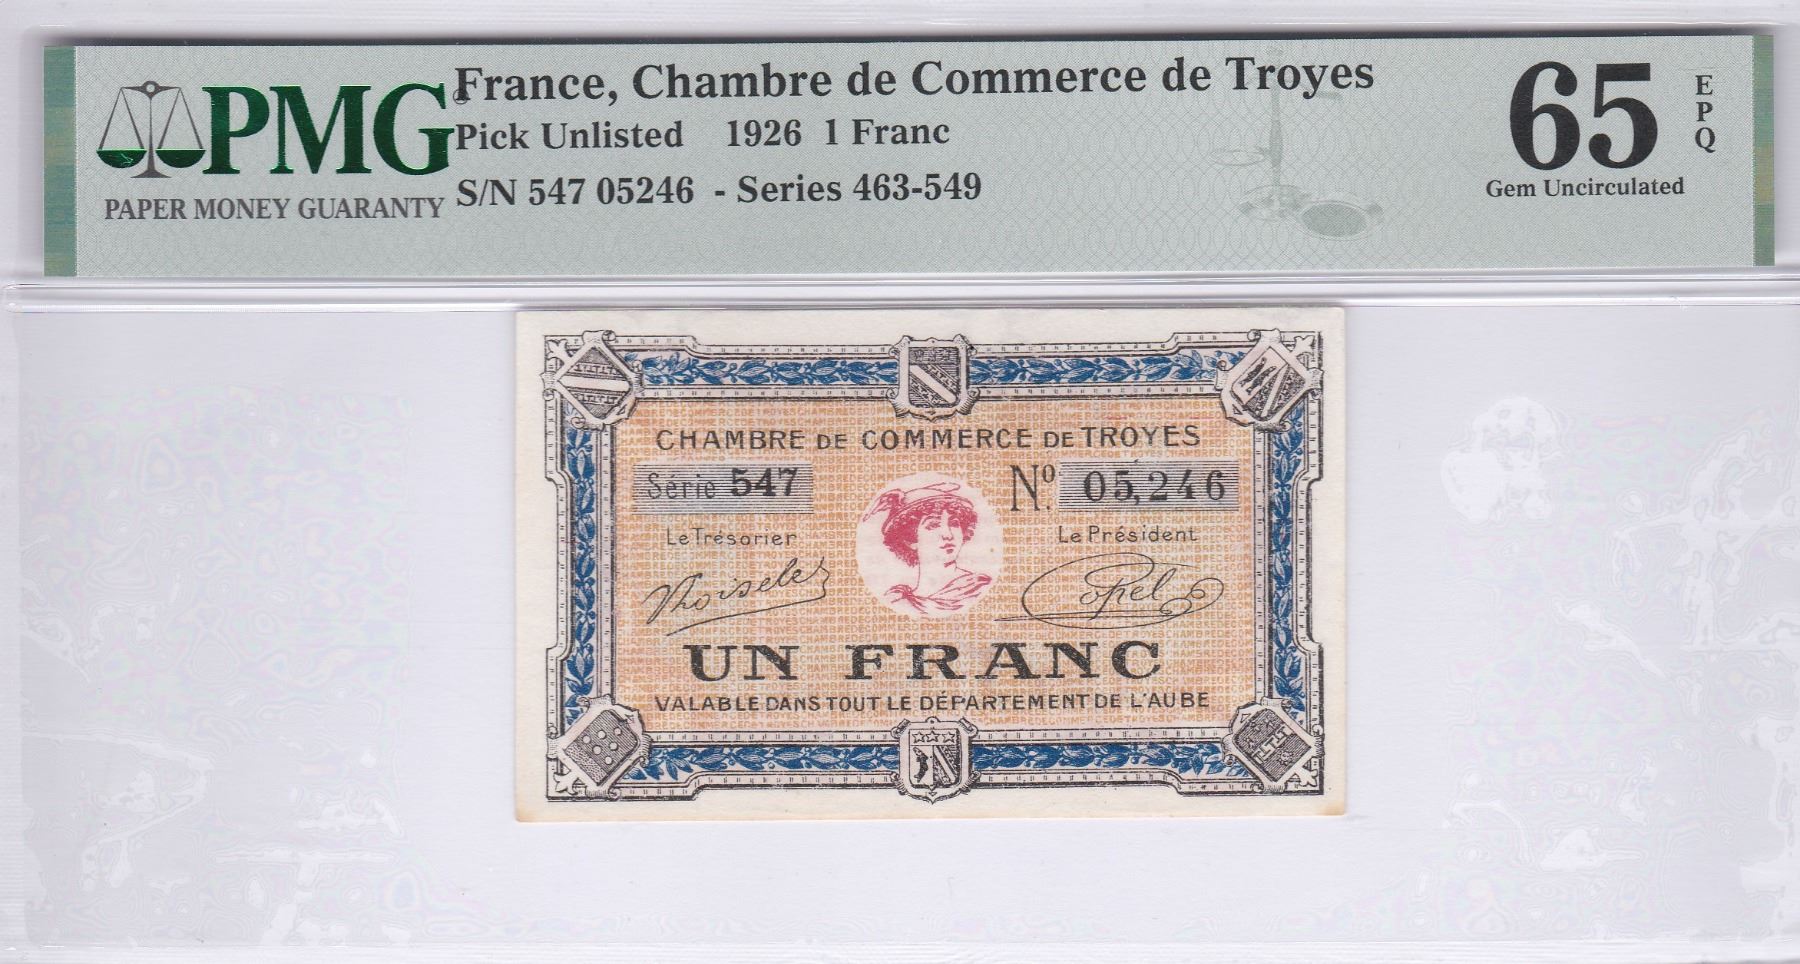 PMG
PAPER MONEY GUARANTY
France, Chambre de Commerce de Troyes
Pick Unlisted 1926 1 Franc
S/N 547 05246 - Series 463-549
65 EPQ
Gem Uncirculated
CHAMBRE DE COMMERCE DE TROYES
Série 547 No. 05,246
Le Trésorier Le Président
UN FRANC
VALABLE DANS TOUT LE DÉPARTEMENT DE L'AUBE